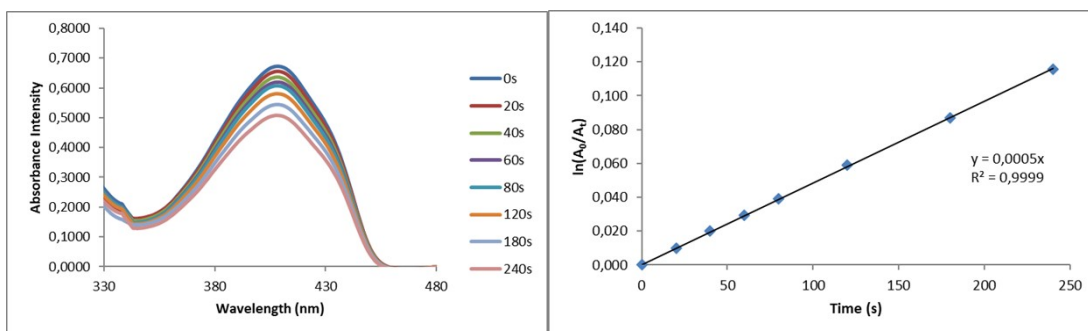 0,8000
0,7000
0,6000
0,5000
0,4000
0,3000
0,2000
0,1000
0,0000
Absorbance Intensity
330 380 430 480
Wavelength (nm)
0s
20s
40s
60s
80s
120s
180s
240s
0,140
0,120
0,100
0,080
0,060
0,040
0,020
0,000
ln(A₀/Aₜ)
y = 0,0005x
R² = 0,9999
0 50 100 150 200 250
Time (s)